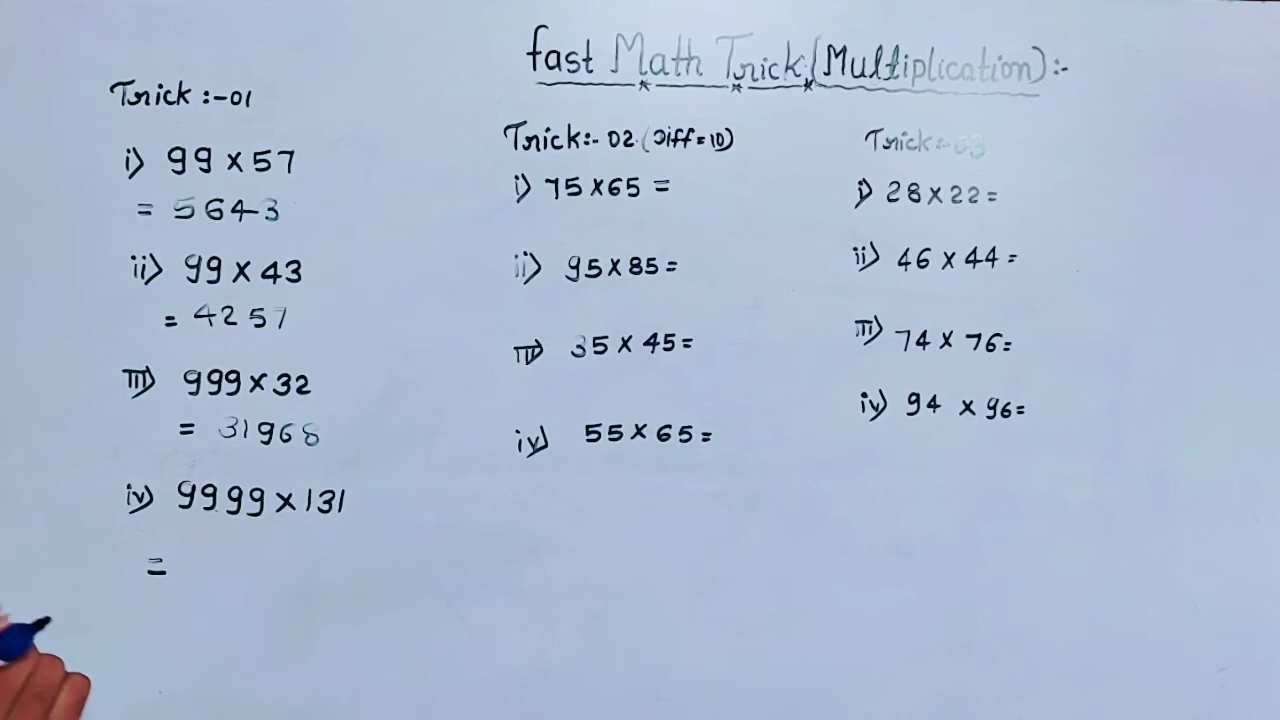 fast Math Trick (Multiplication) :-
Trick :- 01
i) 99 × 57
= 5643
ii) 99 × 43
= 4257
III) 999 × 32
= 31968
iv) 9999 × 131
=
Trick :- 02 (Diff = 10)
i) 75 × 65 =
ii) 95 × 85 =
III) 35 × 45 =
iv) 55 × 65 =
Trick :- 03
i) 28 × 22 =
ii) 46 × 44 =
III) 74 × 76 =
iv) 94 × 96 =